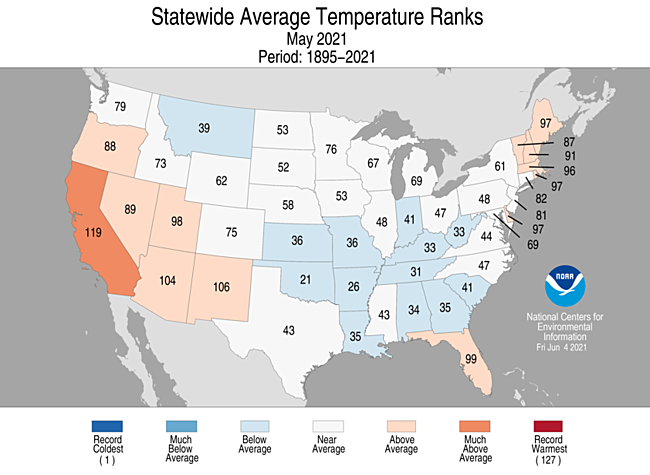 Statewide Average Temperature Ranks
May 2021
Period: 1895–2021
79
39
53
76
97
88
73
52
67
87
91
96
97
62
69
61
82
81
97
69
89
98
58
53
48
41
47
48
119
75
36
36
33
33
44
104
106
21
26
31
47
41
43
35
43
34
35
99
NOAA
National Centers for
Environmental
Information
Fri Jun 4 2021
Record
Coldest
(1)
Much
Below
Average
Below
Average
Near
Average
Above
Average
Much
Above
Average
Record
Warmest
(127)